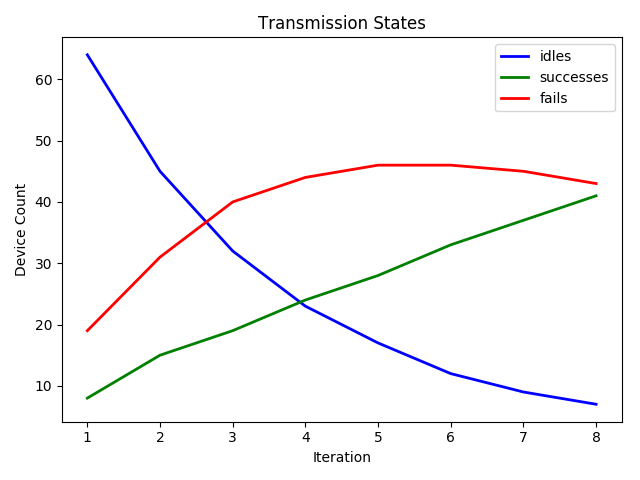 Transmission States
idles
successes
fails
Device Count
60
50
40
30
20
10
1 2 3 4 5 6 7 8
Iteration